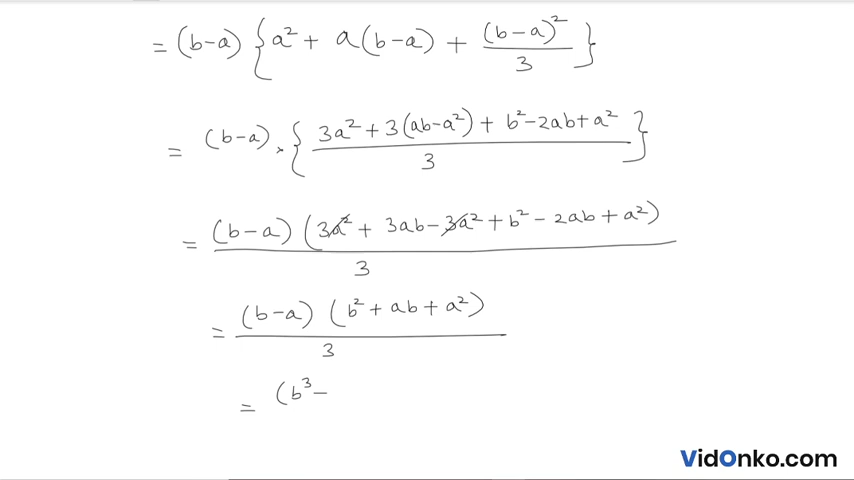 = (b-a) { a² + a(b-a) + (b-a)²/3 }
= (b-a) × { 3a² + 3(ab-a²) + b²-2ab+a² / 3 }
= (b-a) (3a² + 3ab - 3a² + b² - 2ab + a²) / 3
= (b-a) (b² + ab + a²) / 3
= (b³ -
VidOnko.com